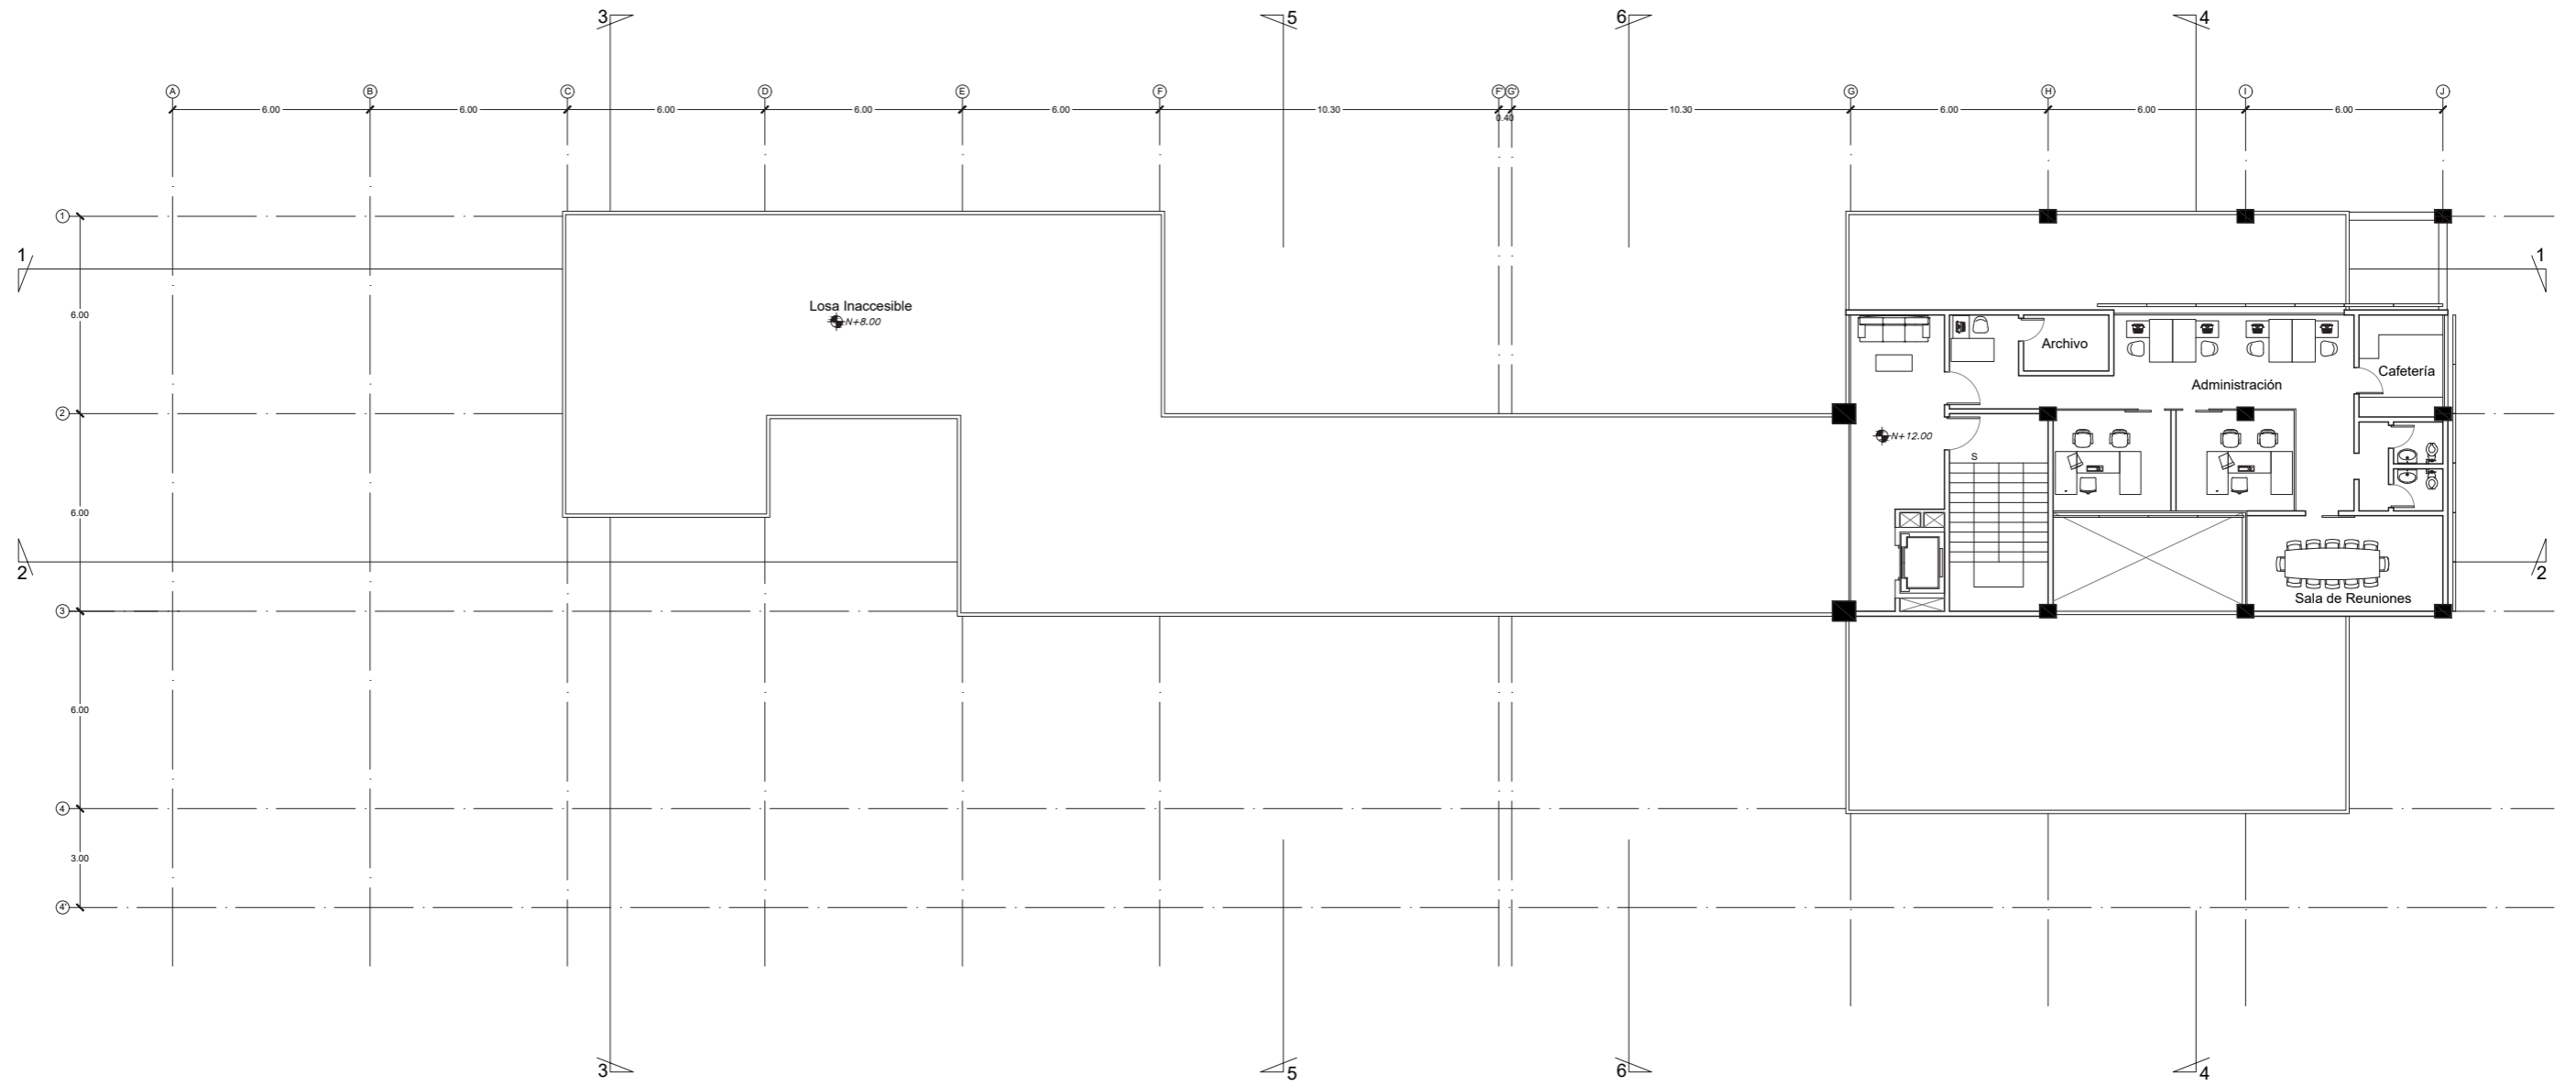 3 5 6 4
A B C D E F F' G' G H I J
6.00 6.00 6.00 6.00 6.00 10.30 0.40 10.30 6.00 6.00 6.00
1
1 1
6.00
Losa Inaccesible
N+8.00
Archivo
Cafetería
Administración
2
N+12.00
S
6.00
2 2
Sala de Reuniones
3
6.00
4
3.00
4'
3 5 6 4